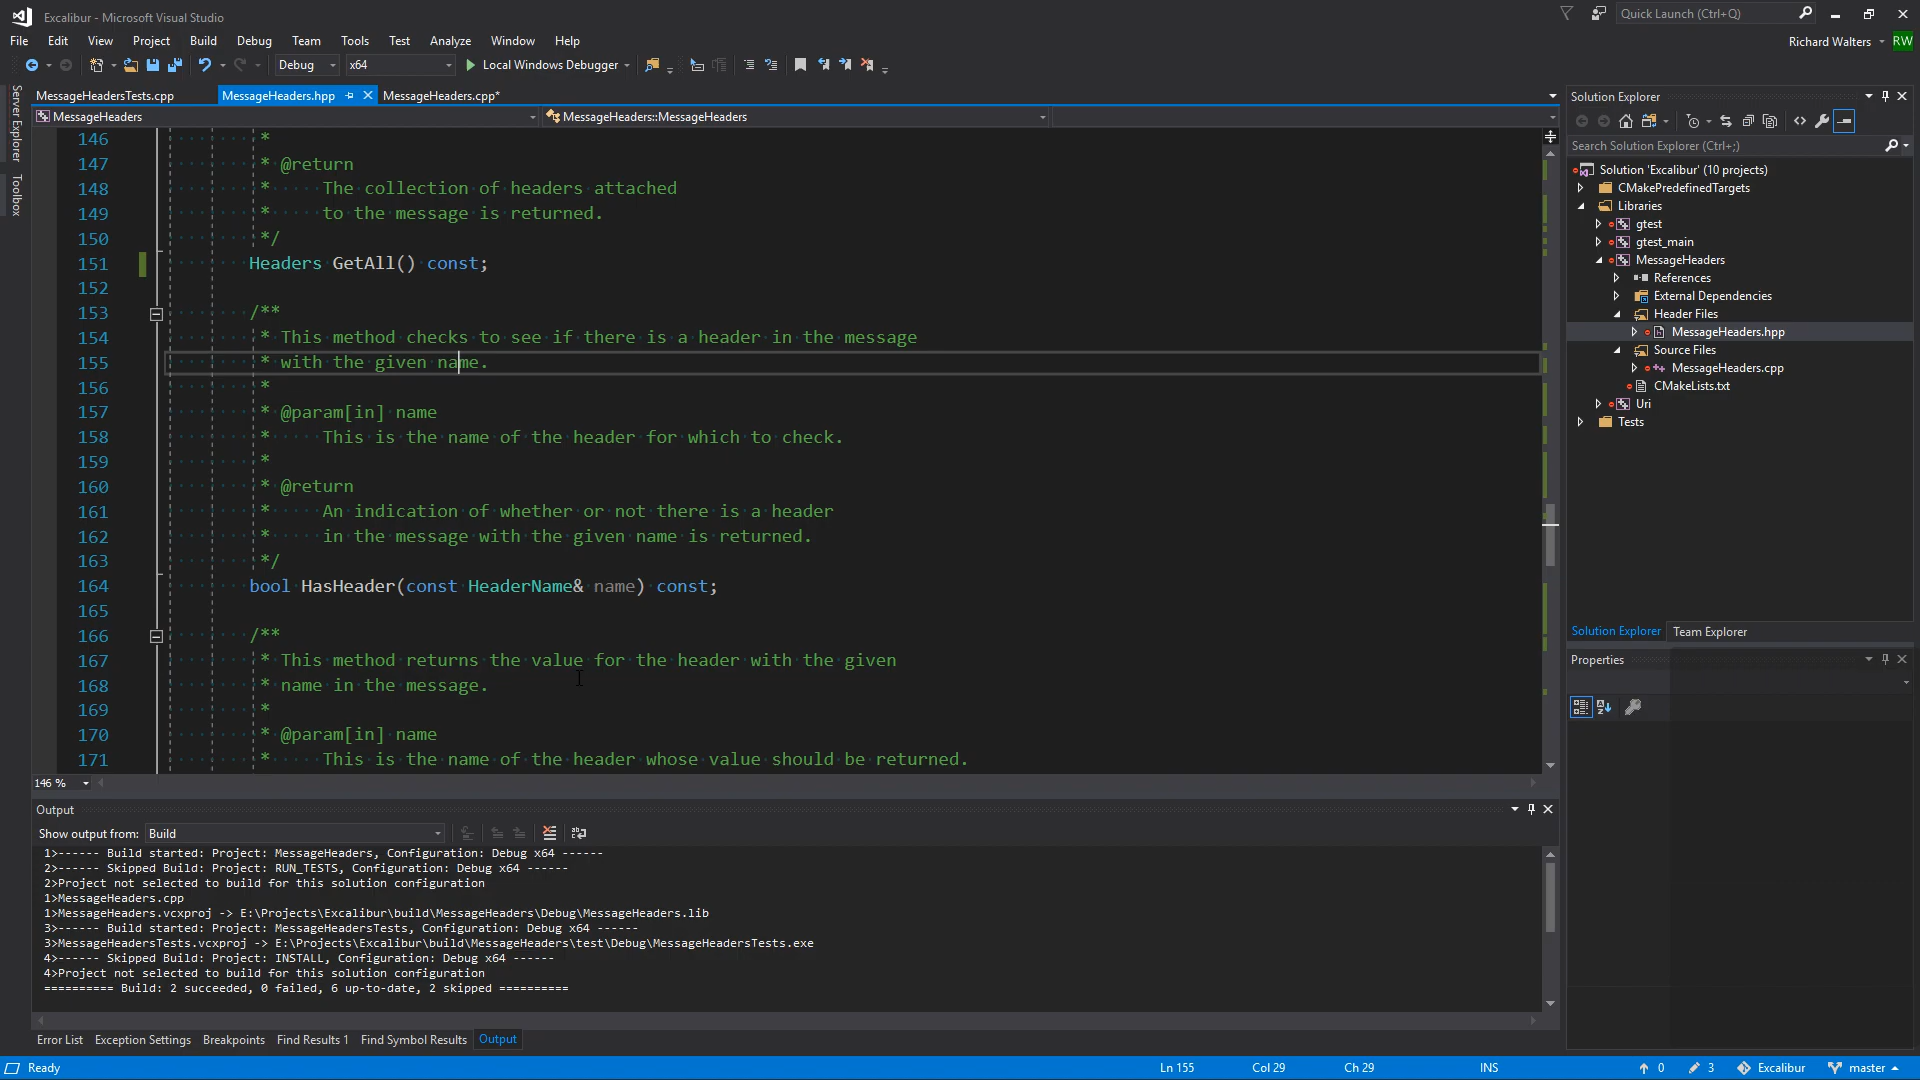 Excalibur - Microsoft Visual Studio
Quick Launch (Ctrl+Q)
File Edit View Project Build Debug Team Tools Test Analyze Window Help
Richard Walters RW
Debug x64 Local Windows Debugger
Server Explorer
Toolbox
MessageHeadersTests.cpp MessageHeaders.hpp MessageHeaders.cpp*
MessageHeaders MessageHeaders::MessageHeaders
146 *
147 * @return
148 * The collection of headers attached
149 * to the message is returned.
150 */
151 Headers GetAll() const;
152
153 /**
154 * This method checks to see if there is a header in the message
155 * with the given name.
156 *
157 * @param[in] name
158 * This is the name of the header for which to check.
159 *
160 * @return
161 * An indication of whether or not there is a header
162 * in the message with the given name is returned.
163 */
164 bool HasHeader(const HeaderName& name) const;
165
166 /**
167 * This method returns the value for the header with the given
168 * name in the message.
169 *
170 * @param[in] name
171 * This is the name of the header whose value should be returned.
146 %
Output
Show output from: Build
1>------ Build started: Project: MessageHeaders, Configuration: Debug x64 ------
2>------ Skipped Build: Project: RUN_TESTS, Configuration: Debug x64 ------
2>Project not selected to build for this solution configuration
1>MessageHeaders.cpp
1>MessageHeaders.vcxproj -> E:\Projects\Excalibur\build\MessageHeaders\Debug\MessageHeaders.lib
3>------ Build started: Project: MessageHeadersTests, Configuration: Debug x64 ------
3>MessageHeadersTests.vcxproj -> E:\Projects\Excalibur\build\MessageHeaders\test\Debug\MessageHeadersTests.exe
4>------ Skipped Build: Project: INSTALL, Configuration: Debug x64 ------
4>Project not selected to build for this solution configuration
========== Build: 2 succeeded, 0 failed, 6 up-to-date, 2 skipped ==========
Error List Exception Settings Breakpoints Find Results 1 Find Symbol Results Output
Solution Explorer
Search Solution Explorer (Ctrl+;)
Solution 'Excalibur' (10 projects)
CMakePredefinedTargets
Libraries
gtest
gtest_main
MessageHeaders
References
External Dependencies
Header Files
MessageHeaders.hpp
Source Files
MessageHeaders.cpp
CMakeLists.txt
Uri
Tests
Solution Explorer Team Explorer
Properties
Ready Ln 155 Col 29 Ch 29 INS 0 3 Excalibur master